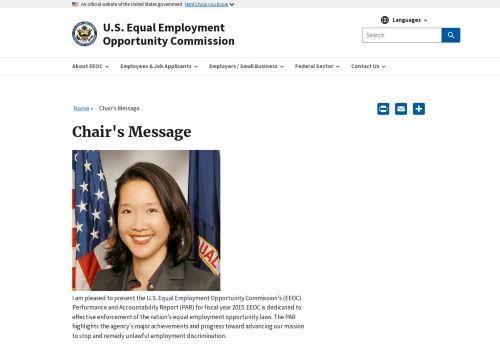 An official website of the United States government Here's how you know
U.S. Equal Employment
Opportunity Commission
Languages
Search
About EEOC
Employees & Job Applicants
Employers / Small Business
Federal Sector
Contact Us
Home » Chair's Message
Chair's Message
UAL
I am pleased to present the U.S. Equal Employment Opportunity Commission's (EEOC)
Performance and Accountability Report (PAR) for fiscal year 2015. EEOC is dedicated to
effective enforcement of the nation's equal employment opportunity laws. The PAR
highlights the agency's major achievements and progress toward advancing our mission
to stop and remedy unlawful employment discrimination.